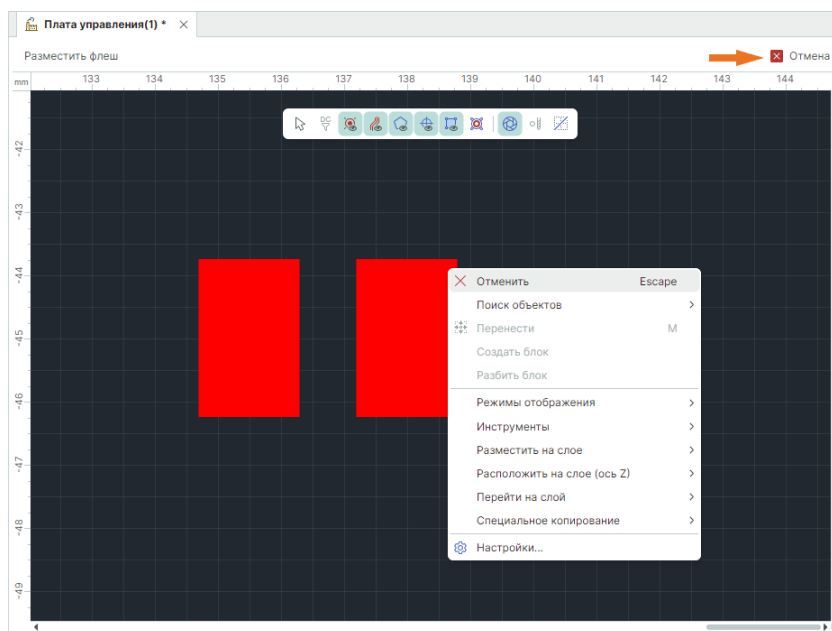 Плата управления(1) *
Разместить флеш
Отмена
mm 133 134 135 136 137 138 139 140 141 142 143 144
DC
-42
-43
-44
-45
-46
-47
-48
-49
Отменить Escape
Поиск объектов
Перенести M
Создать блок
Разбить блок
Режимы отображения
Инструменты
Разместить на слое
Расположить на слое (ось Z)
Перейти на слой
Специальное копирование
Настройки...